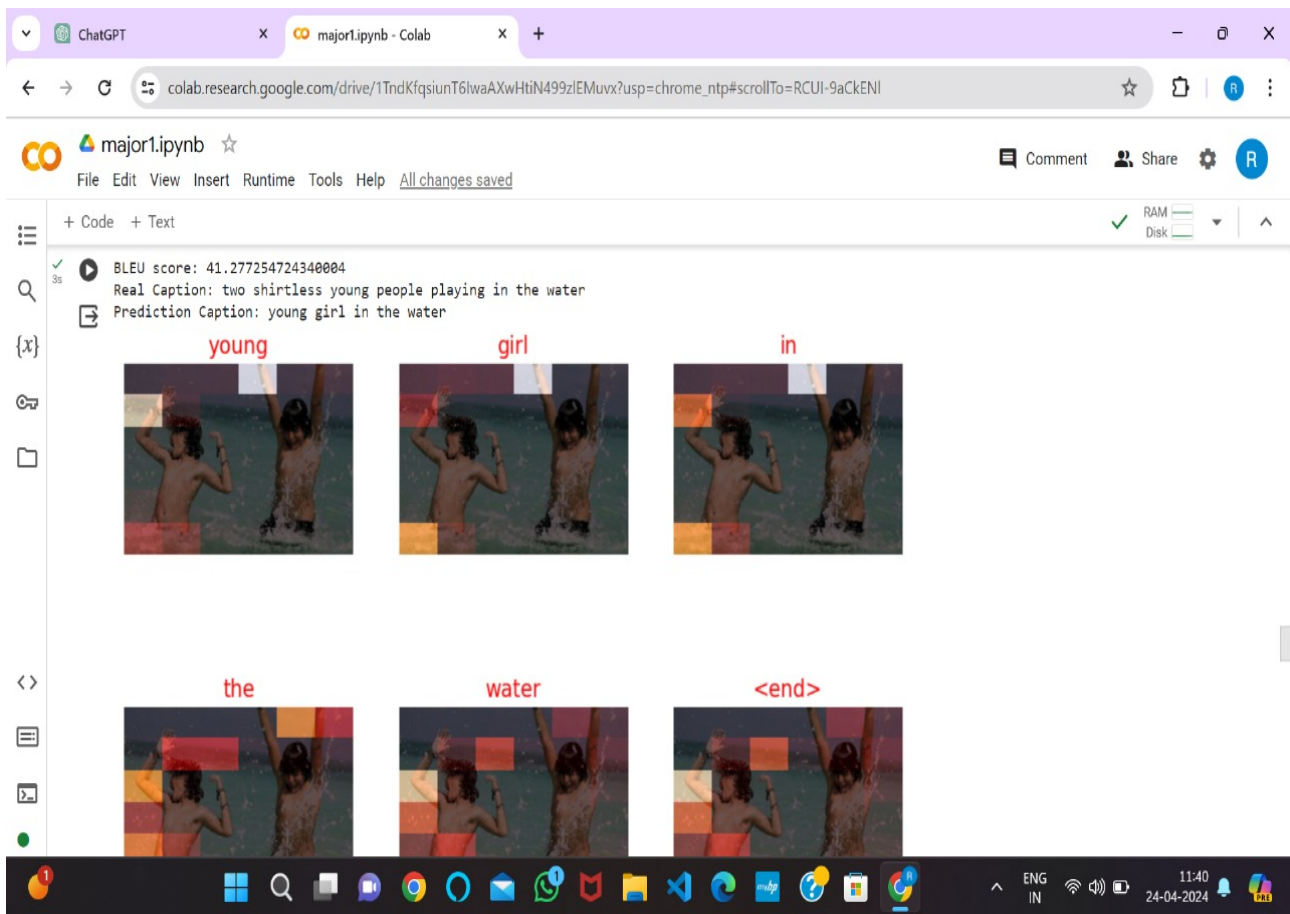 ChatGPT
major1.ipynb - Colab
colab.research.google.com/drive/1TndKfqsiunT6IwaAXwHtiN499zlEMuvx?usp=chrome_ntp#scrollTo=RCUI-9aCkENl
R
major1.ipynb
Comment
Share
R
File Edit View Insert Runtime Tools Help All changes saved
+ Code + Text
RAM
Disk
3s
BLEU score: 41.277254724340004
Real Caption: two shirtless young people playing in the water
Prediction Caption: young girl in the water
{x}
young girl in
the water <end>
1
1
R
ENG
IN
11:40
24-04-2024
PRE